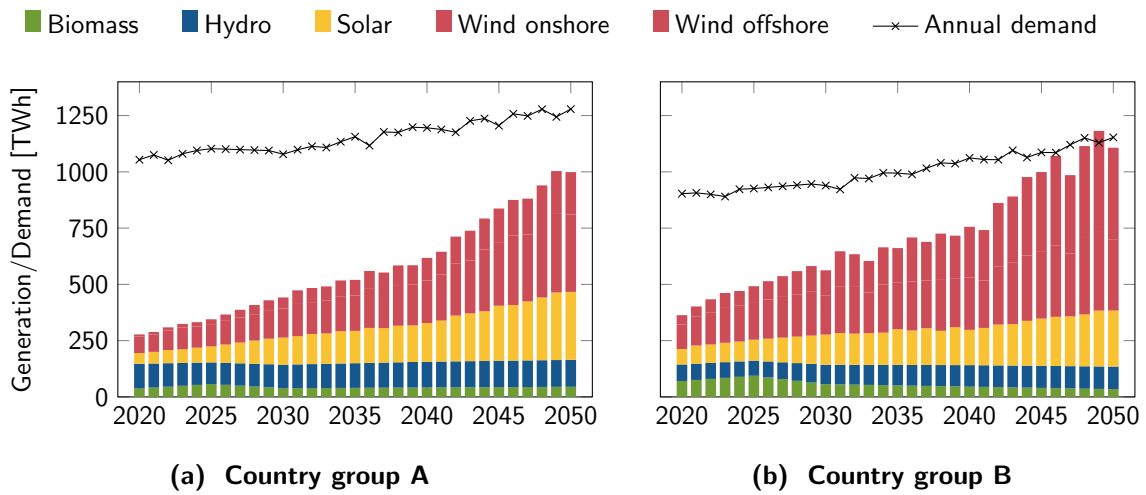 Biomass Hydro Solar Wind onshore Wind offshore Annual demand
Generation/Demand [TWh]
1250
1000
750
500
250
0
2020 2025 2030 2035 2040 2045 2050
2020 2025 2030 2035 2040 2045 2050
(a) Country group A
(b) Country group B